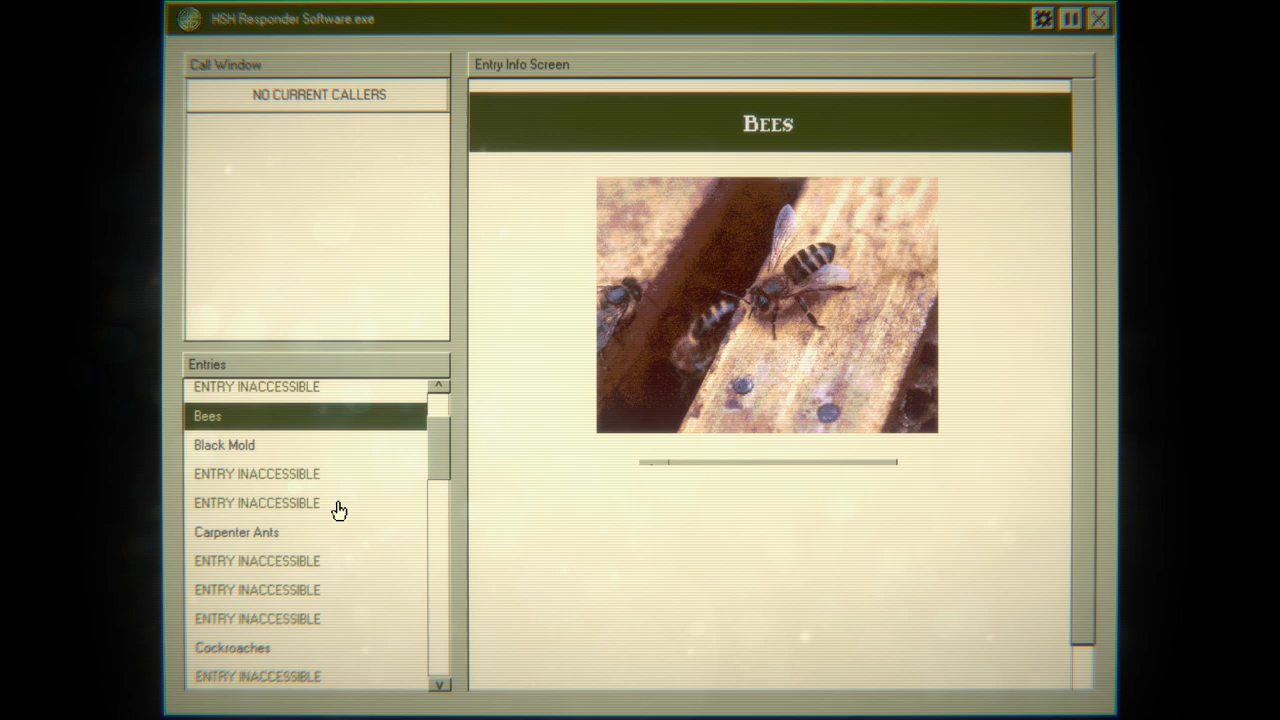 HSH Responder Software.exe
Call Window
NO CURRENT CALLERS
Entries
ENTRY INACCESSIBLE
Bees
Black Mold
ENTRY INACCESSIBLE
ENTRY INACCESSIBLE
Carpenter Ants
ENTRY INACCESSIBLE
ENTRY INACCESSIBLE
ENTRY INACCESSIBLE
Cockroaches
ENTRY INACCESSIBLE
Entry Info Screen
Bees